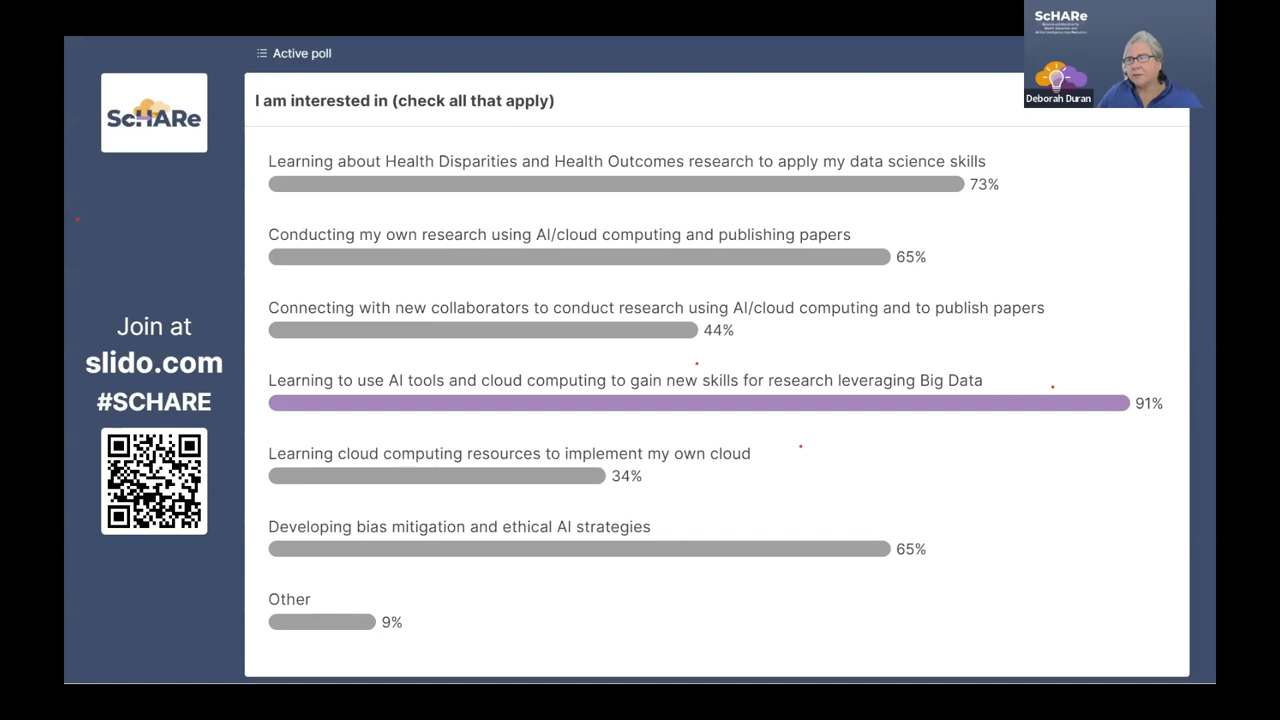 Active poll
ScHARe
I am interested in (check all that apply)
Learning about Health Disparities and Health Outcomes research to apply my data science skills
73%
Conducting my own research using AI/cloud computing and publishing papers
65%
Connecting with new collaborators to conduct research using AI/cloud computing and to publish papers
44%
Learning to use AI tools and cloud computing to gain new skills for research leveraging Big Data
91%
Learning cloud computing resources to implement my own cloud
34%
Developing bias mitigation and ethical AI strategies
65%
Other
9%
Join at
slido.com
#SCHARE
ScHARe
Deborah Duran